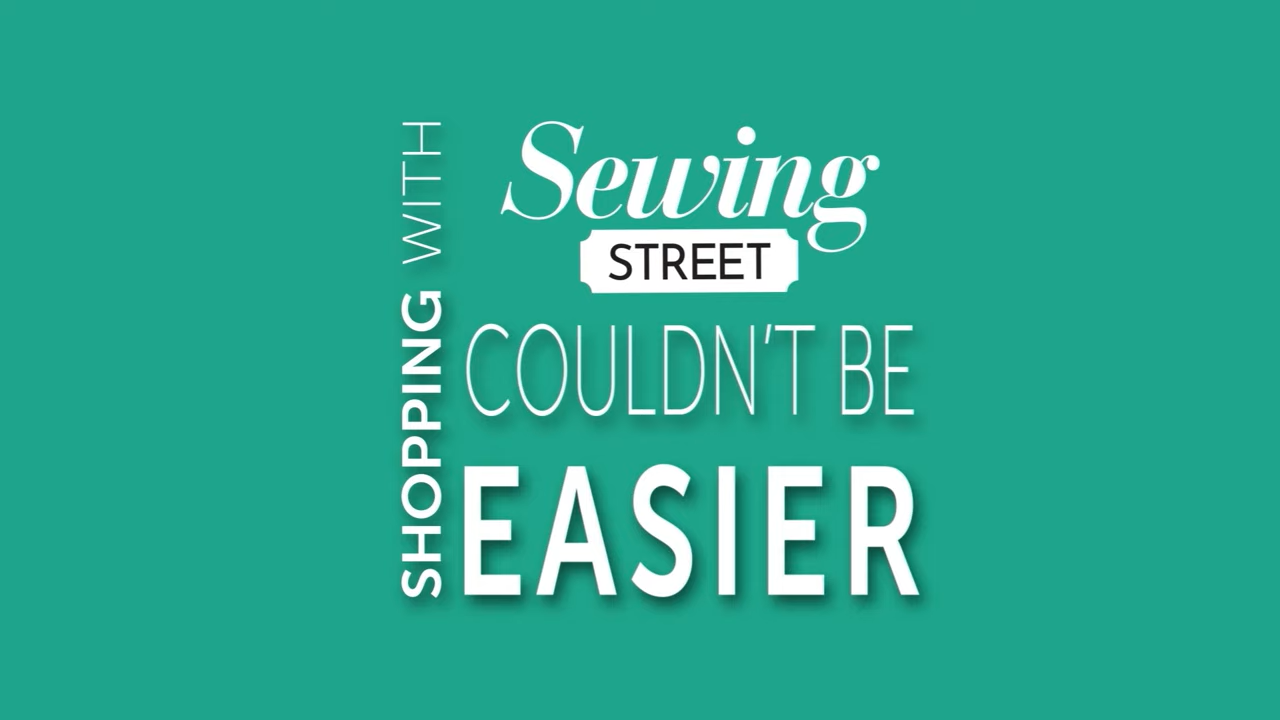 SHOPPING WITH
Sewing
STREET
COULDN'T BE
EASIER